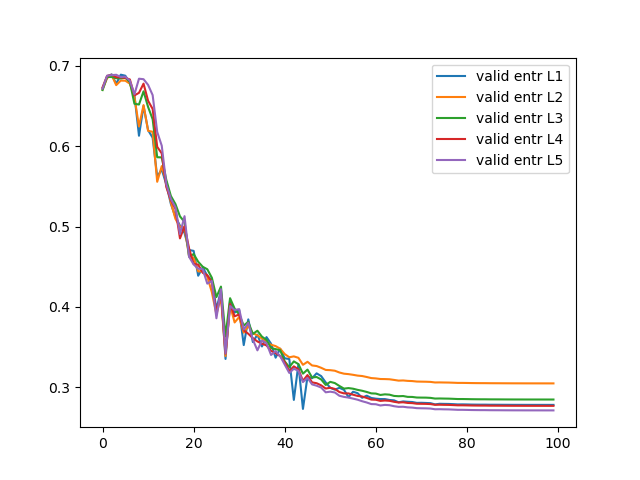 0.7
0.6
0.5
0.4
0.3
0
20
40
60
80
100
valid entr L1
valid entr L2
valid entr L3
valid entr L4
valid entr L5